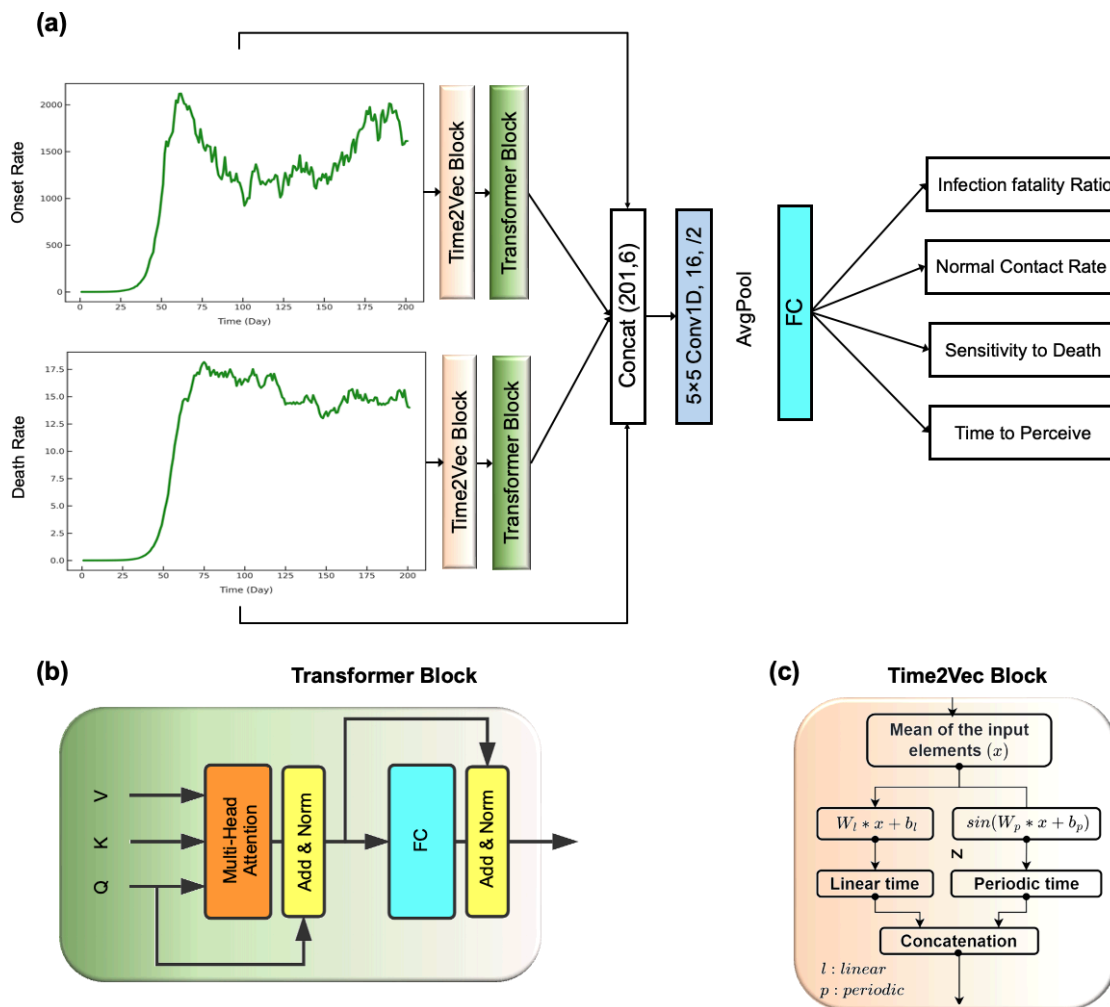 (a)
Onset Rate
2000
1500
1000
500
0
0 25 50 75 100 125 150 175 200
Time (Day)
Time2Vec Block
Transformer Block
Death Rate
17.5
15.0
12.5
10.0
7.5
5.0
2.5
0.0
0 25 50 75 100 125 150 175 200
Time (Day)
Time2Vec Block
Transformer Block
Concat (201,6)
5×5 Conv1D, 16, /2
AvgPool
FC
Infection fatality Ratio
Normal Contact Rate
Sensitivity to Death
Time to Perceive
(b)
Transformer Block
V
K
Q
Multi-Head
Attention
Add & Norm
FC
Add & Norm
(c)
Time2Vec Block
Mean of the input
elements (x)
W_l * x + b_l
sin(W_p * x + b_p)
Z
Linear time
Periodic time
Concatenation
l : linear
p : periodic